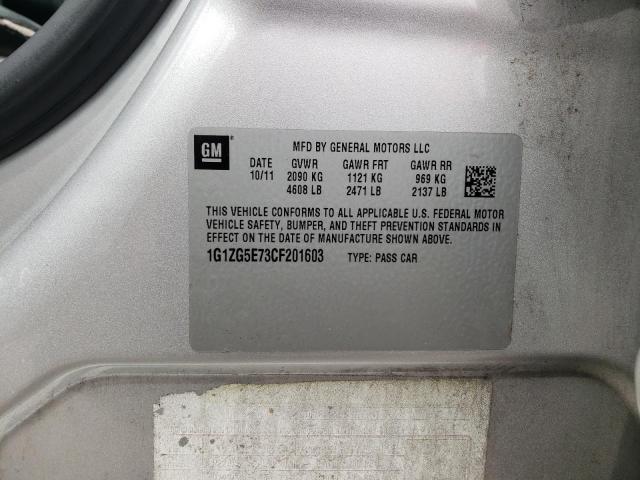 GM
MFD BY GENERAL MOTORS LLC
DATE GVWR GAWR FRT GAWR RR
10/11 2090 KG 1121 KG 969 KG
4608 LB 2471 LB 2137 LB
THIS VEHICLE CONFORMS TO ALL APPLICABLE U.S. FEDERAL MOTOR
VEHICLE SAFETY, BUMPER, AND THEFT PREVENTION STANDARDS
IN EFFECT ON THE DATE OF MANUFACTURE SHOWN ABOVE.
1G1ZG5E73CF201603 TYPE: PASS CAR